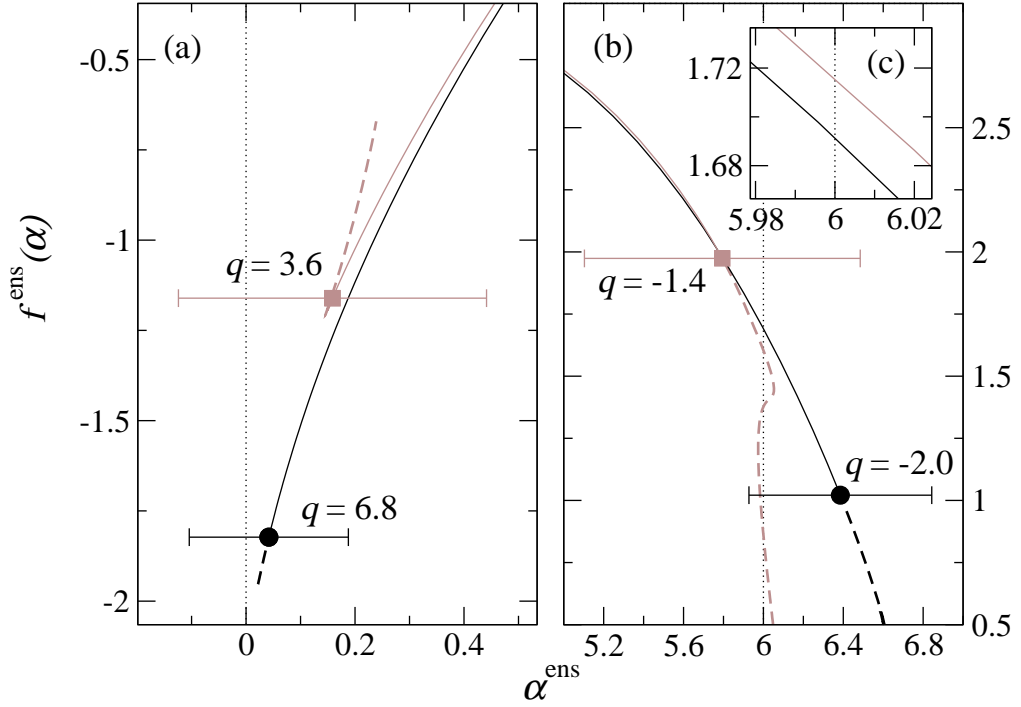 (a)
-0.5
-1
-1.5
-2
f^ens(α)
q = 3.6
q = 6.8
0
0.2
0.4
(b)
2.5
2
1.5
1
0.5
q = -1.4
q = -2.0
5.2
5.6
6
6.4
6.8
(c)
1.72
1.68
5.98
6
6.02
α^ens